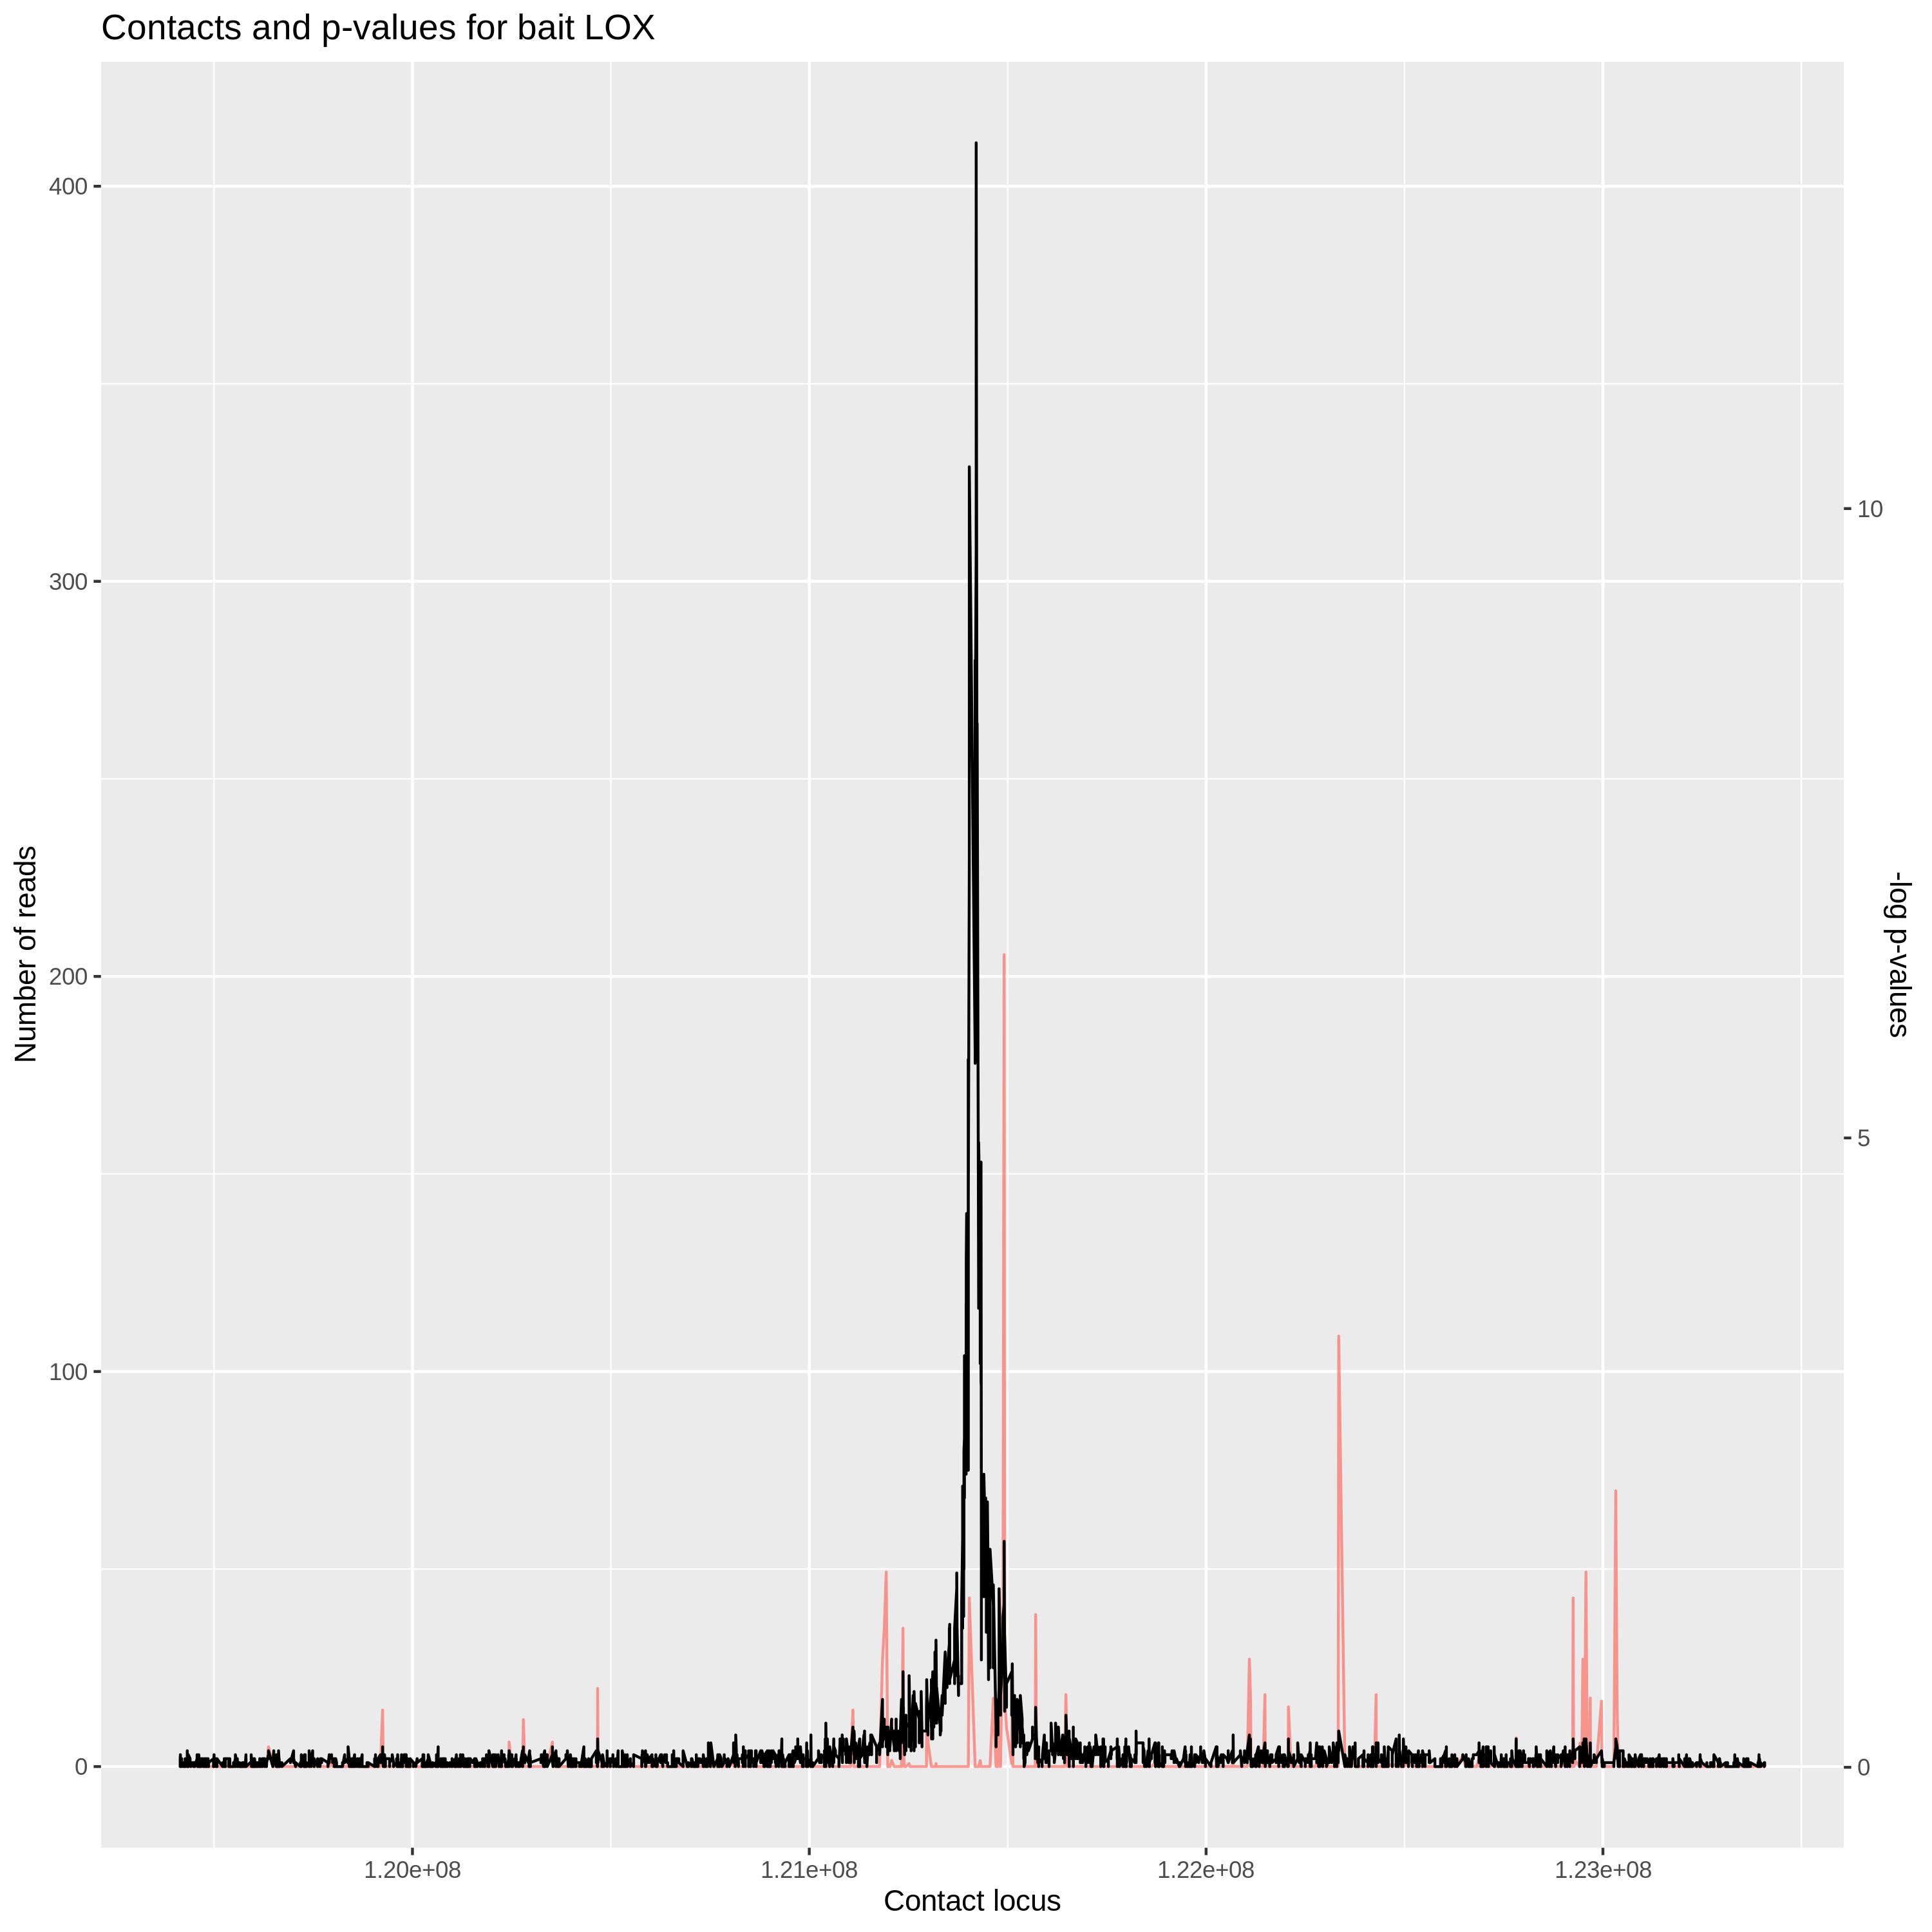 Contacts and p-values for bait LOX
400
300
200
100
0
Number of reads
10
5
0
-log p-values
1.20e+08
1.21e+08
1.22e+08
1.23e+08
Contact locus